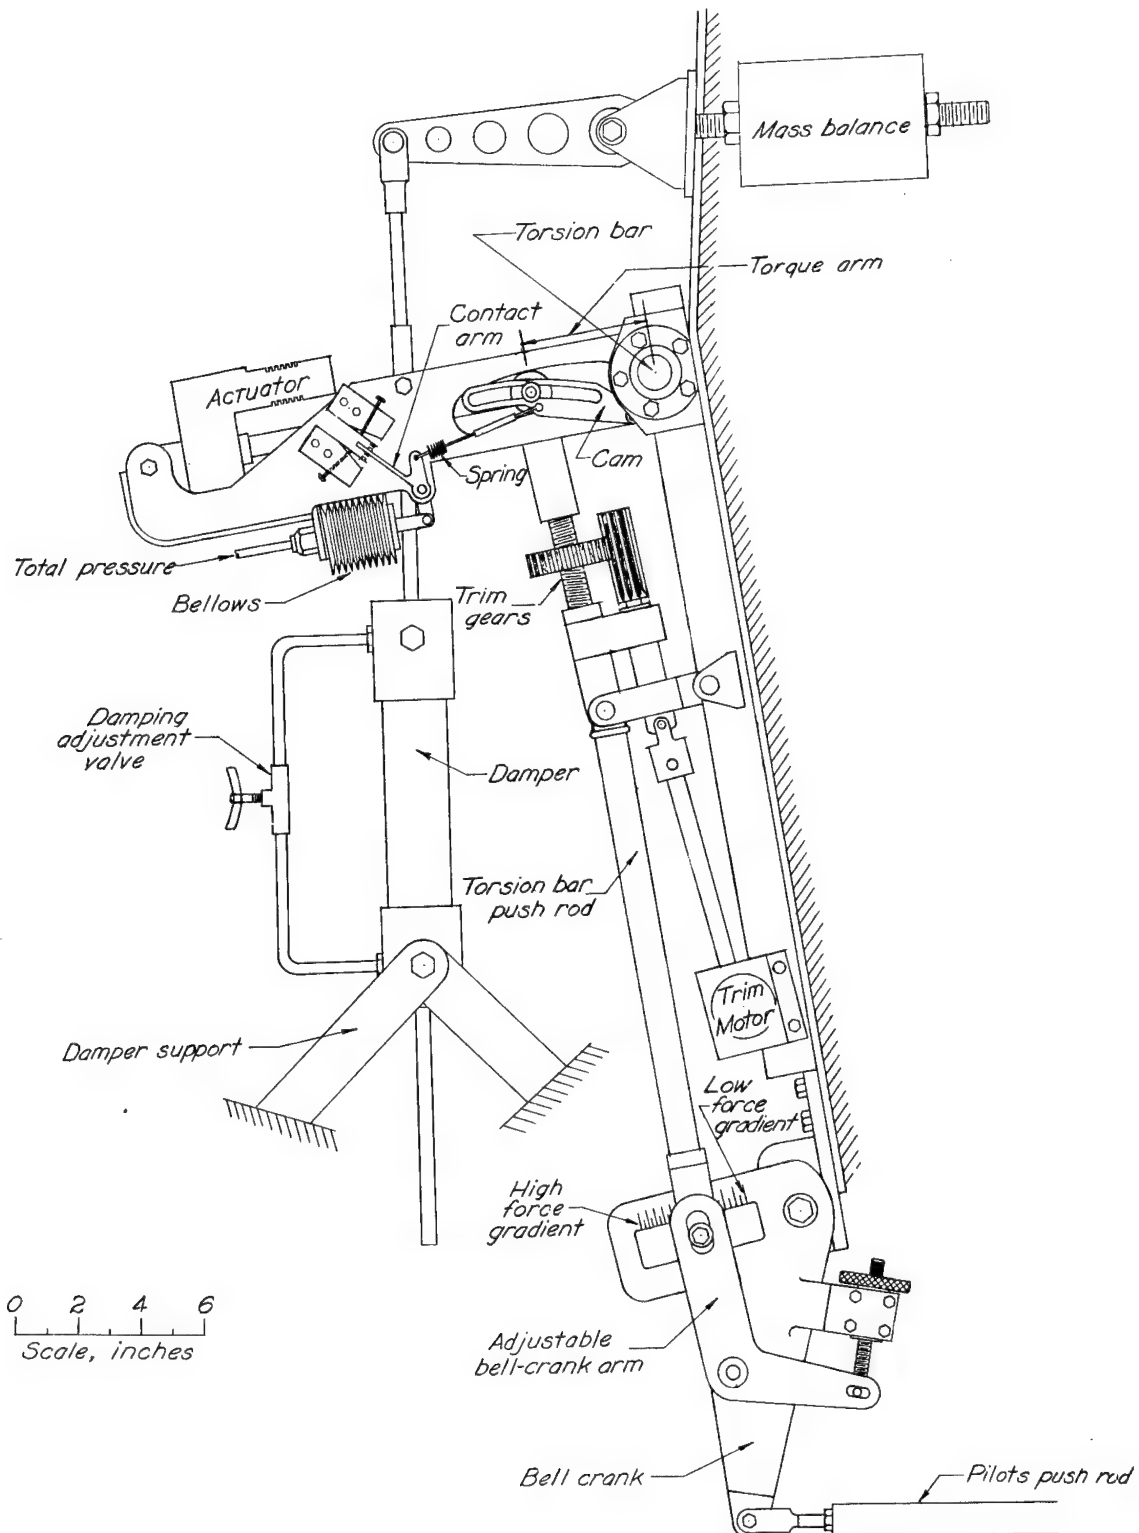 Mass balance
Torsion bar
Torque arm
Contact
arm
Actuator
Spring
Cam
Total pressure
Bellows
Trim
gears
Damping
adjustment
valve
Damper
Torsion bar
push rod
Trim
Motor
Damper support
Low
force
gradient
High
force
gradient
0 2 4 6
Scale, inches
Adjustable
bell-crank arm
Bell crank
Pilots push rod